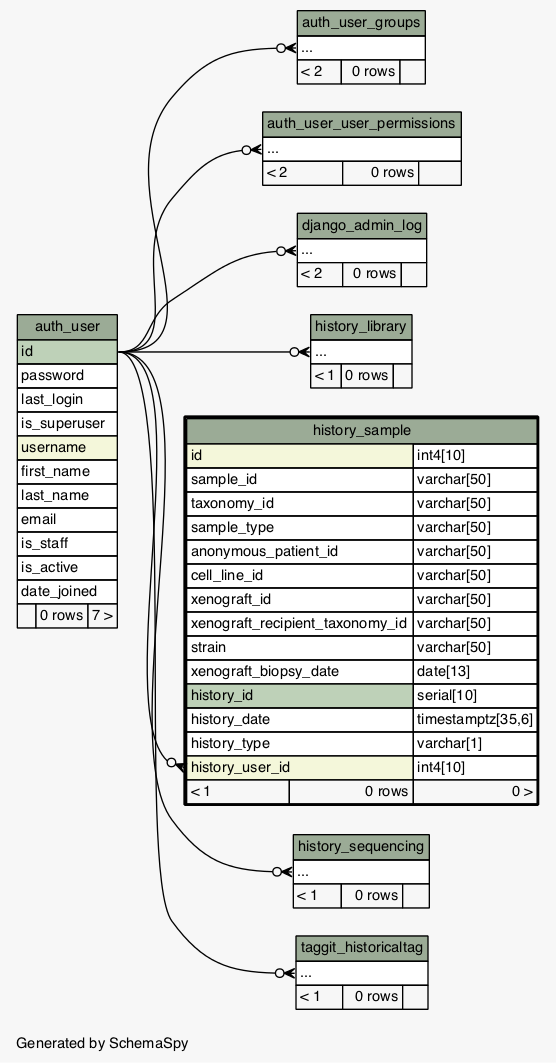 auth_user_groups
...
< 2 0 rows
auth_user_user_permissions
...
< 2 0 rows
django_admin_log
...
< 2 0 rows
history_library
...
< 1 0 rows
auth_user
id
password
last_login
is_superuser
username
first_name
last_name
email
is_staff
is_active
date_joined
0 rows 7 >
history_sample
id int4[10]
sample_id varchar[50]
taxonomy_id varchar[50]
sample_type varchar[50]
anonymous_patient_id varchar[50]
cell_line_id varchar[50]
xenograft_id varchar[50]
xenograft_recipient_taxonomy_id varchar[50]
strain varchar[50]
xenograft_biopsy_date date[13]
history_id serial[10]
history_date timestamptz[35,6]
history_type varchar[1]
history_user_id int4[10]
< 1 0 rows 0 >
history_sequencing
...
< 1 0 rows
taggit_historicaltag
...
< 1 0 rows
Generated by SchemaSpy